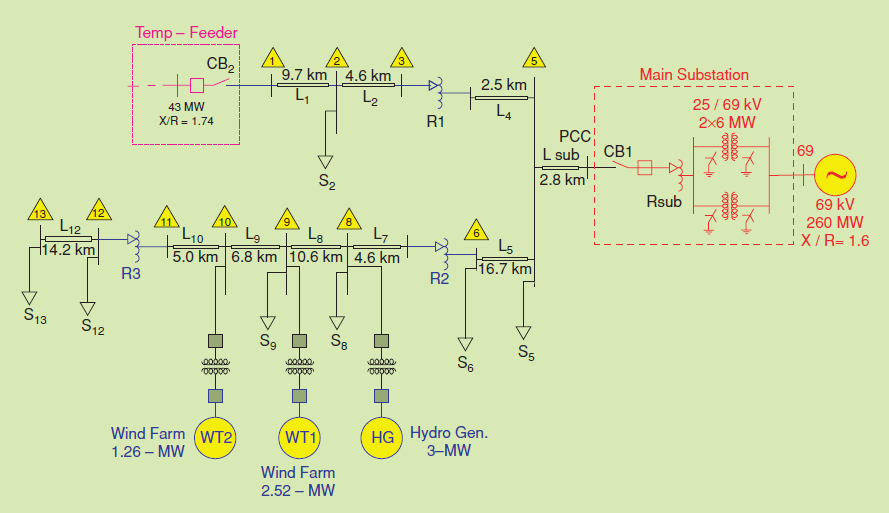 Temp – Feeder
CB2
43 MW
X/R = 1.74
1
9.7 km
L1
2
4.6 km
L2
3
R1
2.5 km
L4
5
S2
PCC
L sub
2.8 km
Main Substation
25 / 69 kV
2×6 MW
CB1
Rsub
69
69 kV
260 MW
X / R= 1.6
13
L12
14.2 km
12
R3
11
L10
5.0 km
10
L9
6.8 km
9
L8
10.6 km
8
L7
4.6 km
R2
6
L5
16.7 km
S13
S12
S9
S8
S6
S5
Wind Farm
1.26 – MW
WT2
WT1
HG
Hydro Gen.
3–MW
Wind Farm
2.52 – MW